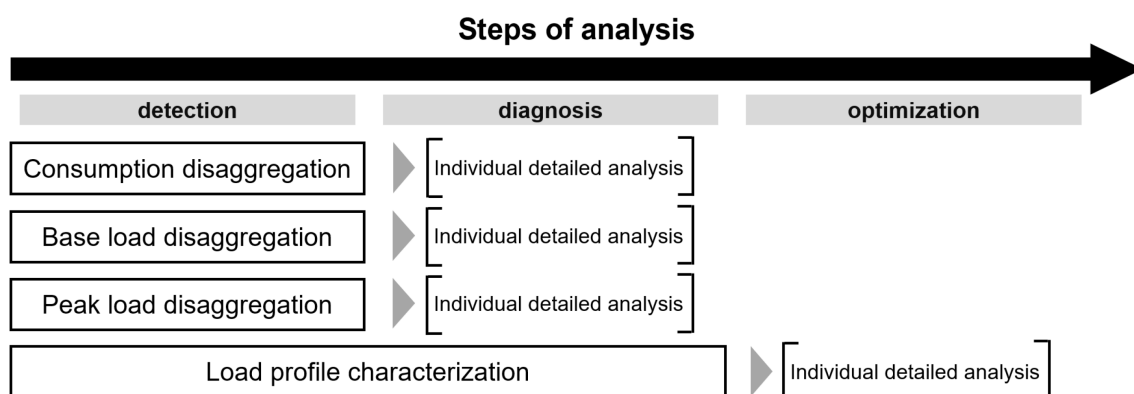 Steps of analysis
detection diagnosis optimization
Consumption disaggregation Individual detailed analysis
Base load disaggregation Individual detailed analysis
Peak load disaggregation Individual detailed analysis
Load profile characterization Individual detailed analysis